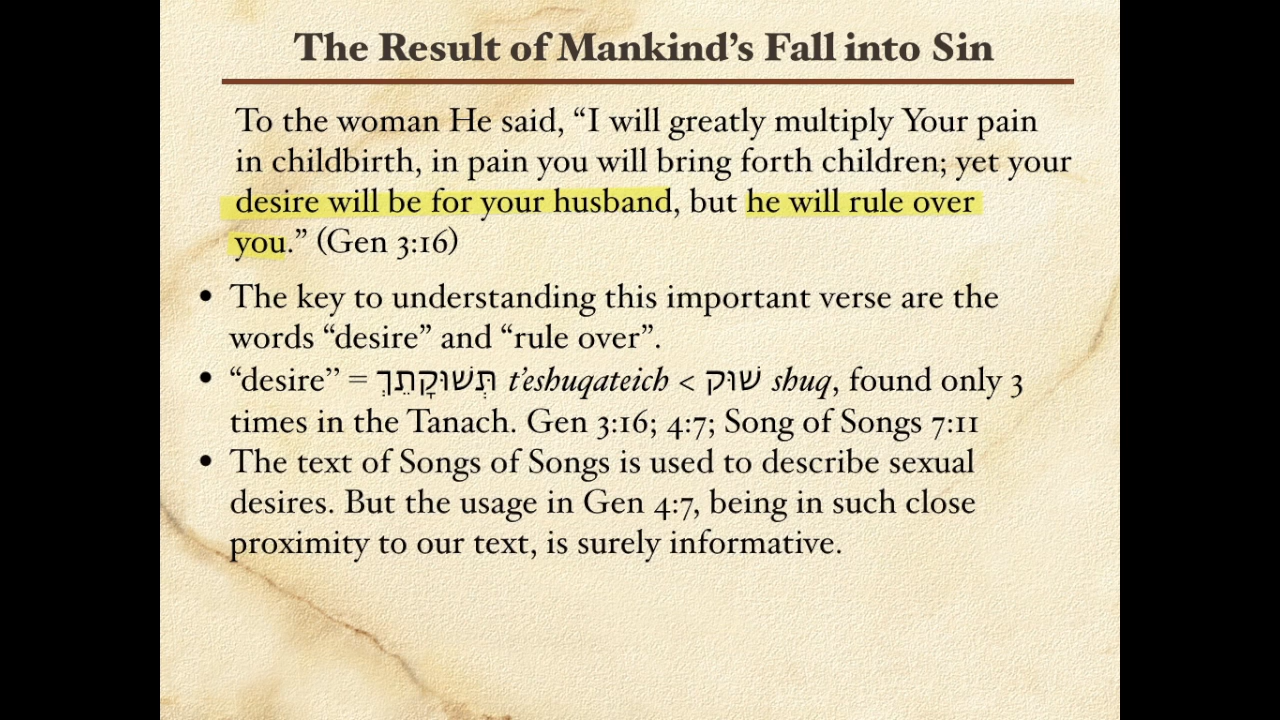 The Result of Mankind’s Fall into Sin
To the woman He said, “I will greatly multiply Your pain
in childbirth, in pain you will bring forth children; yet your
desire will be for your husband, but he will rule over
you.” (Gen 3:16)
• The key to understanding this important verse are the
words “desire” and “rule over”.
• “desire” = תְּשׁוּקָתֵךְ t’eshuqateich < שׁוּק shuq, found only 3
times in the Tanach. Gen 3:16; 4:7; Song of Songs 7:11
• The text of Songs of Songs is used to describe sexual
desires. But the usage in Gen 4:7, being in such close
proximity to our text, is surely informative.